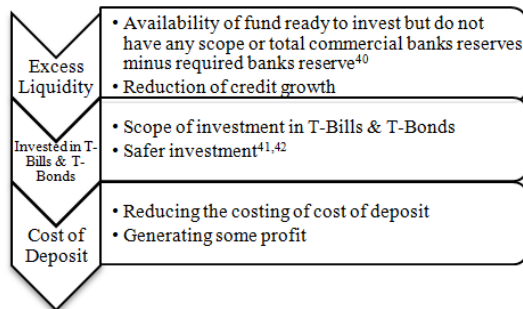 Excess
Liquidity
• Availability of fund ready to invest but do not
have any scope or total commercial banks reserves
minus required banks reserve40
• Reduction of credit growth
Invested in T-
Bills & T-
Bonds
• Scope of investment in T-Bills & T-Bonds
• Safer investment41,42
Cost of
Deposit
• Reducing the costing of cost of deposit
• Generating some profit